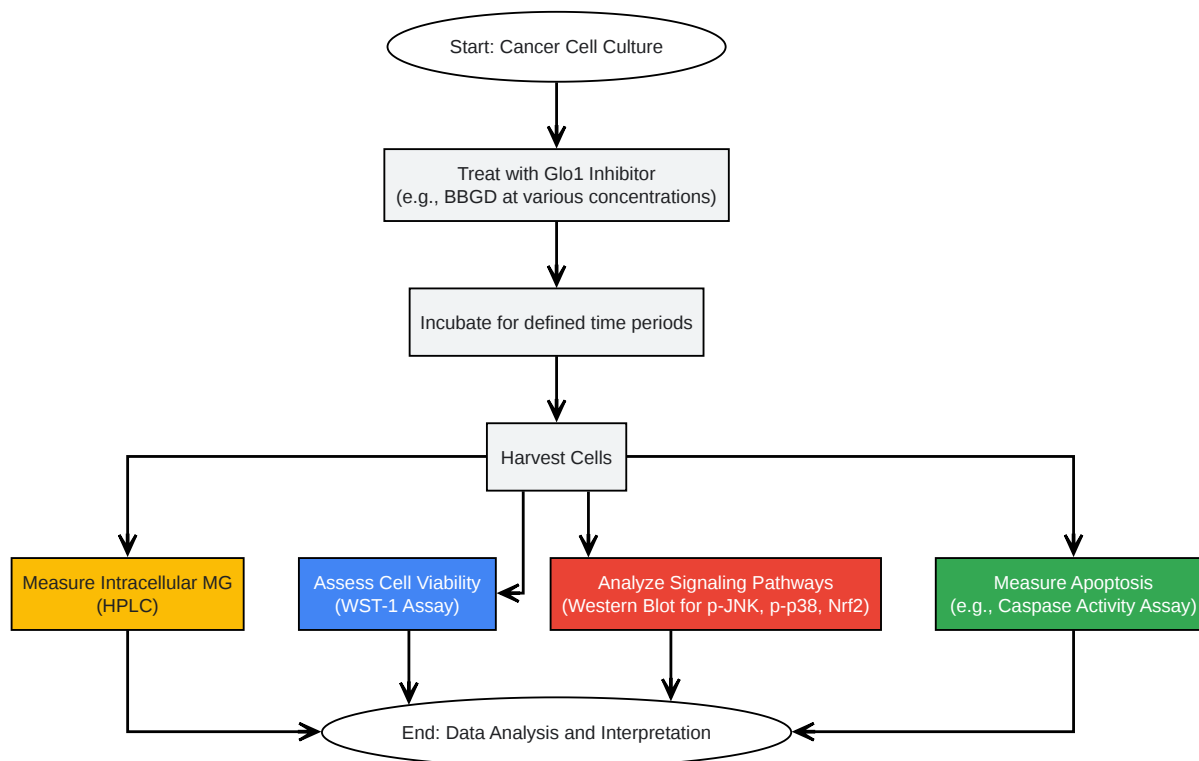 Start: Cancer Cell Culture
Treat with Glo1 Inhibitor
(e.g., BBGD at various concentrations)
Incubate for defined time periods
Harvest Cells
Measure Intracellular MG
(HPLC)
Assess Cell Viability
(WST-1 Assay)
Analyze Signaling Pathways
(Western Blot for p-JNK, p-p38, Nrf2)
Measure Apoptosis
(e.g., Caspase Activity Assay)
End: Data Analysis and Interpretation